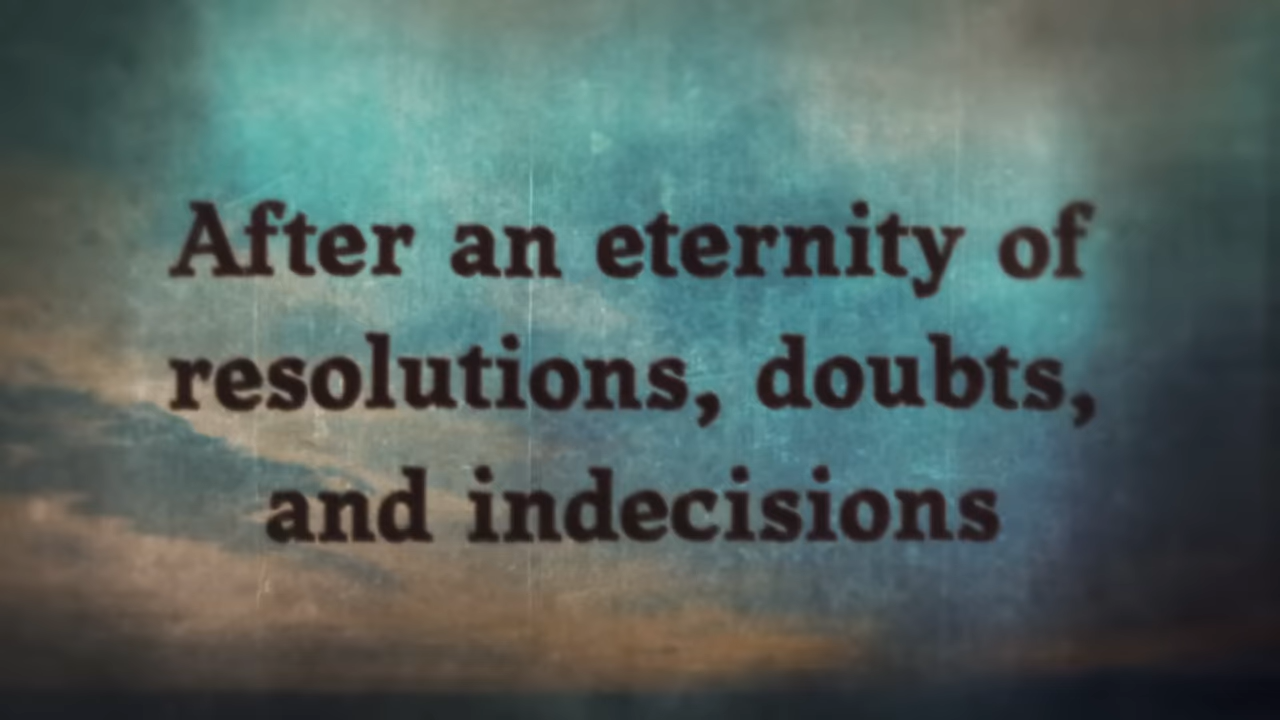 After an eternity of
resolutions, doubts,
and indecisions